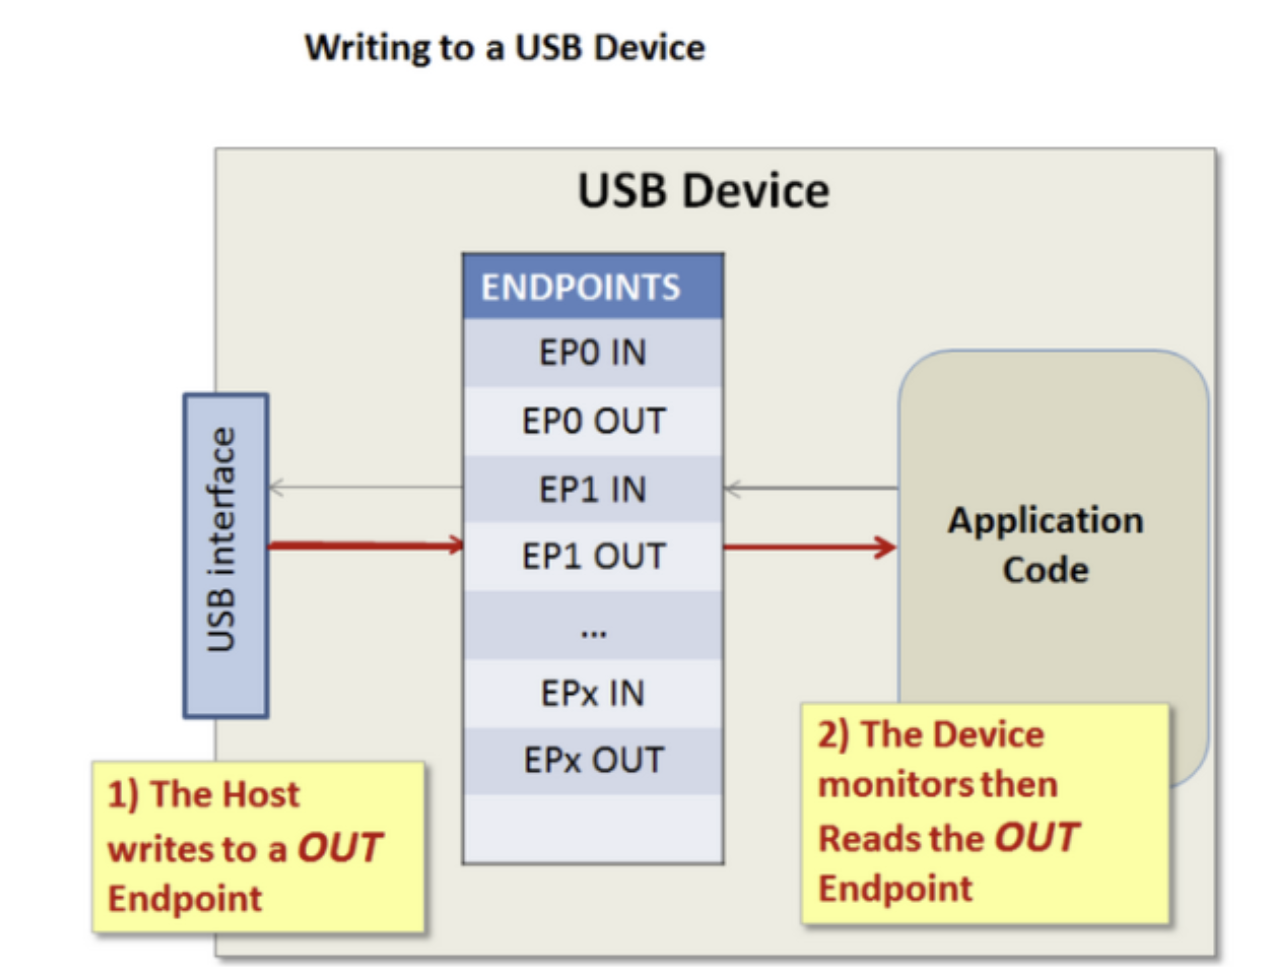 Writing to a USB Device
USB Device
ENDPOINTS
EP0 IN
EP0 OUT
EP1 IN
EP1 OUT
...
EPx IN
EPx OUT
USB interface
Application
Code
1) The Host
writes to a OUT
Endpoint
2) The Device
monitors then
Reads the OUT
Endpoint